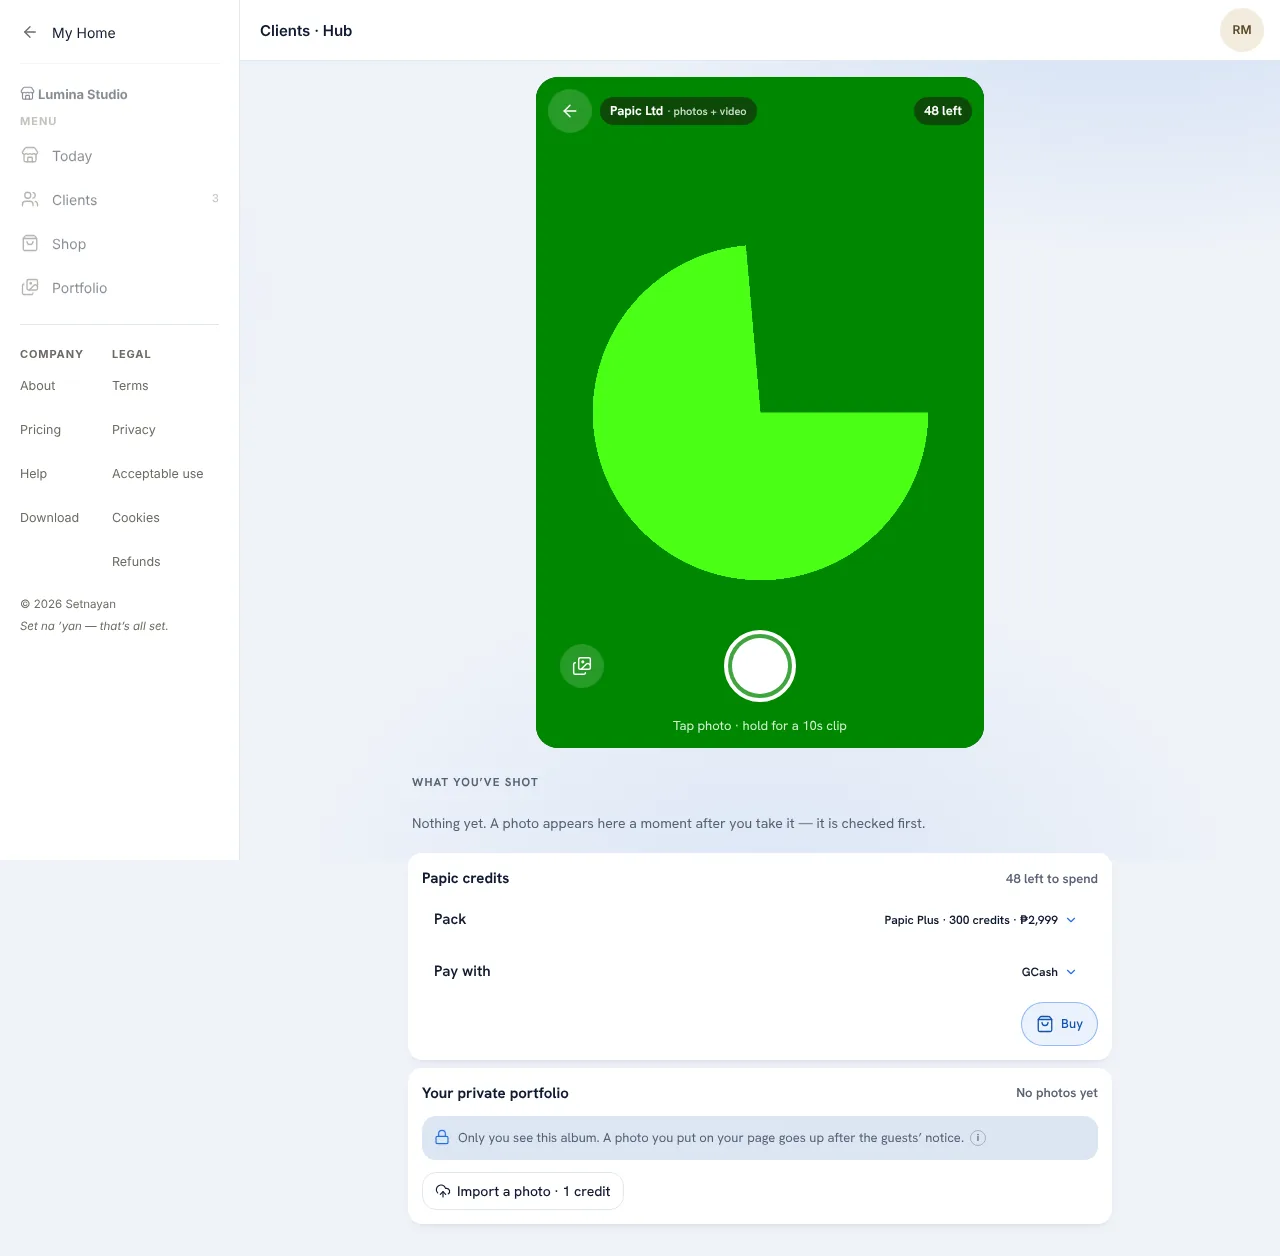 My Home
Clients · Hub
RM
Lumina Studio
MENU
Today
Clients 3
Shop
Portfolio
COMPANY LEGAL
About Terms
Pricing Privacy
Help Acceptable use
Download Cookies
Refunds
© 2026 Setnayan
Set na ’yan — that’s all set.
Papic Ltd · photos + video
48 left
Tap photo · hold for a 10s clip
WHAT YOU’VE SHOT
Nothing yet. A photo appears here a moment after you take it — it is checked first.
Papic credits 48 left to spend
Pack Papic Plus · 300 credits · ₱2,999
Pay with GCash
Buy
Your private portfolio No photos yet
Only you see this album. A photo you put on your page goes up after the guests’ notice. i
Import a photo · 1 credit